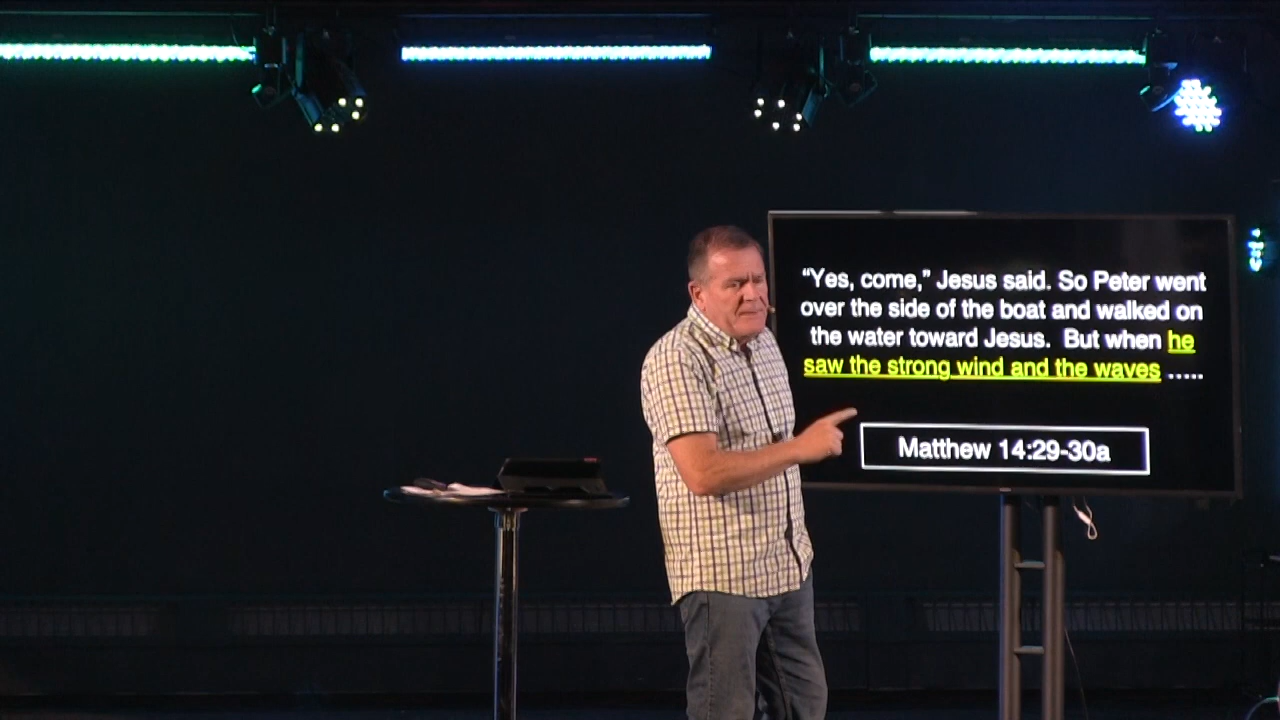 “Yes, come,” Jesus said. So Peter went
over the side of the boat and walked on
the water toward Jesus.  But when he
saw the strong wind and the waves …..
Matthew 14:29-30a